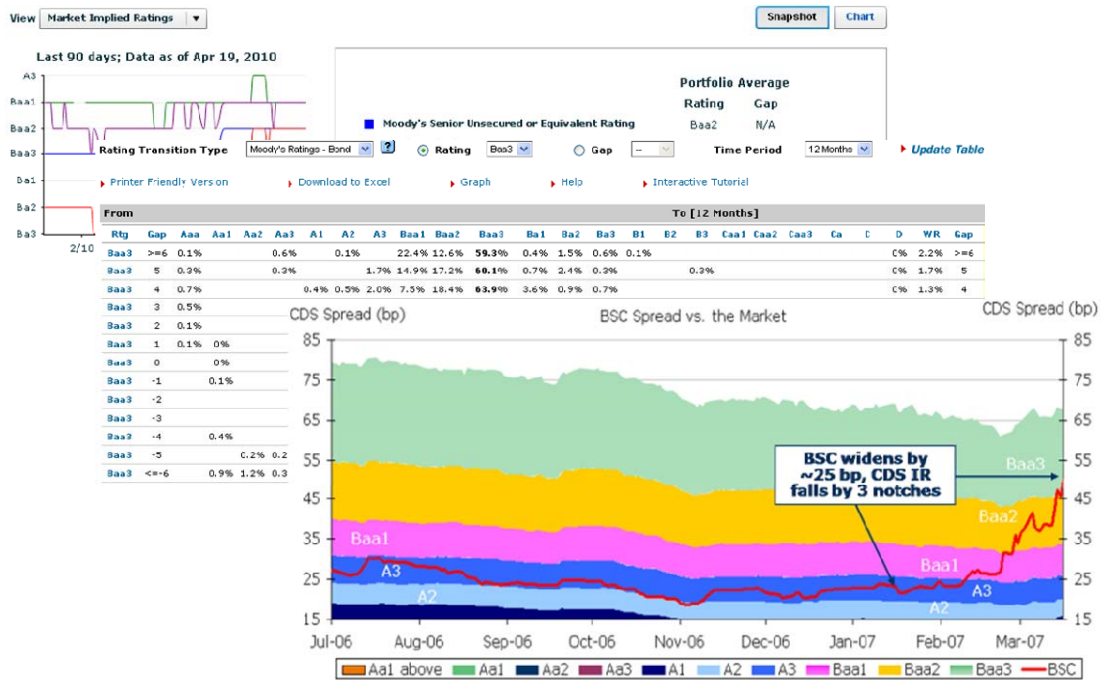 View Market Implied Ratings
Snapshot Chart
Last 90 days; Data as of Apr 19, 2010
A3
Baa1
Baa2
Baa3
Ba1
Ba2
Ba3
2/10
Portfolio Average
Rating Gap
Moody's Senior Unsecured or Equivalent Rating Baa2 N/A
Rating Transition Type Moody's Ratings - Bond ? Rating Baa3 Gap -- Time Period 12 Months Update Table
Printer Friendly Version Download to Excel Graph Help Interactive Tutorial
From To [12 Months]
Rtg Gap Aaa Aa1 Aa2 Aa3 A1 A2 A3 Baa1 Baa2 Baa3 Ba1 Ba2 Ba3 B1 B2 B3 Caa1 Caa2 Caa3 Ca C D WR Gap
Baa3 >=6 0.1% 0.6% 0.1% 22.4% 12.6% 59.3% 0.4% 1.5% 0.6% 0.1% 0% 2.2% >=6
Baa3 5 0.3% 0.3% 1.7% 14.9% 17.2% 60.1% 0.7% 2.4% 0.3% 0.3% 0% 1.7% 5
Baa3 4 0.7% 0.4% 0.5% 2.0% 7.5% 18.4% 63.9% 3.6% 0.9% 0.7% 0% 1.3% 4
Baa3 3 0.5%
Baa3 2 0.1%
Baa3 1 0.1% 0%
Baa3 0 0%
Baa3 -1 0.1%
Baa3 -2
Baa3 -3
Baa3 -4 0.4%
Baa3 -5 0.2% 0.2
Baa3 <=-6 0.9% 1.2% 0.3
CDS Spread (bp) BSC Spread vs. the Market CDS Spread (bp)
85 85
75 75
65 65
55 55
45 45
35 35
25 25
15 15
BSC widens by
~25 bp, CDS IR
falls by 3 notches
Baa3
Baa2
Baa1 Baa1
A3 A3
A2 A2
Jul-06 Aug-06 Sep-06 Oct-06 Nov-06 Dec-06 Jan-07 Feb-07 Mar-07
Aa1 above Aa1 Aa2 Aa3 A1 A2 A3 Baa1 Baa2 Baa3 BSC